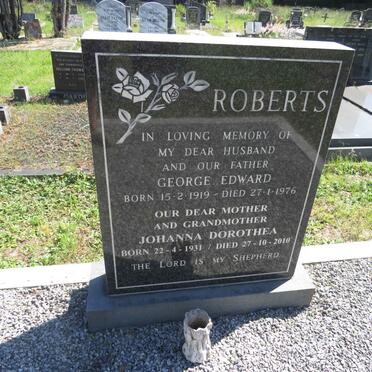 ROBERTS
IN LOVING MEMORY OF
MY DEAR HUSBAND
AND OUR FATHER
GEORGE EDWARD
BORN 15-2-1919 - DIED 27-1-1976
OUR DEAR MOTHER
AND GRANDMOTHER
JOHANNA DOROTHEA
BORN 22-4-1931 / DIED 27-10-2010
THE LORD IS MY SHEPHERD